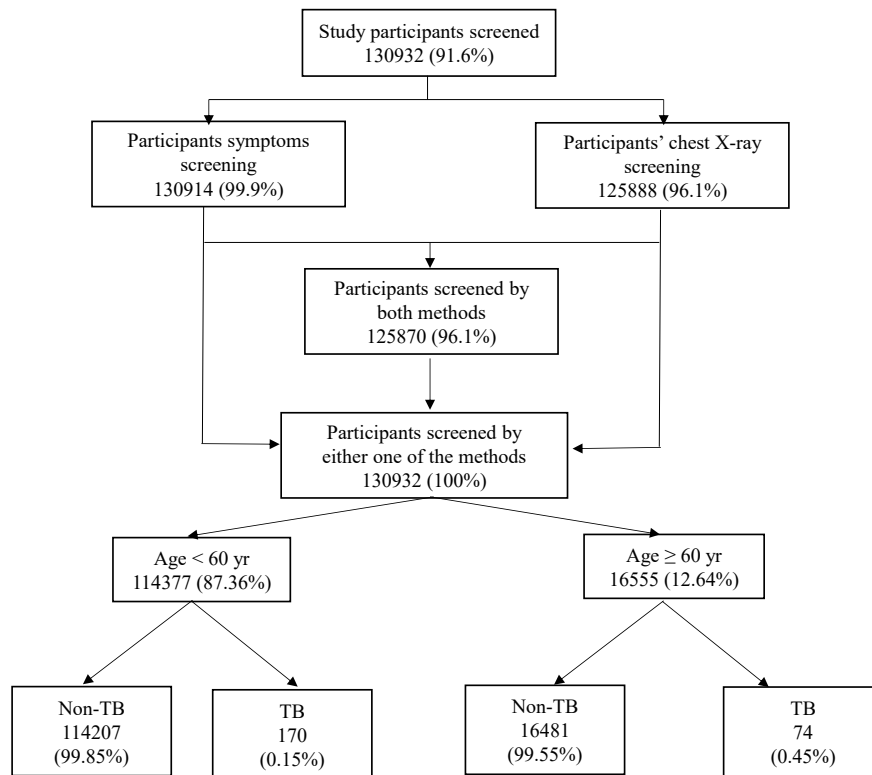 Study participants screened
130932 (91.6%)
Participants symptoms
screening
130914 (99.9%)
Participants’ chest X-ray
screening
125888 (96.1%)
Participants screened by
both methods
125870 (96.1%)
Participants screened by
either one of the methods
130932 (100%)
Age < 60 yr
114377 (87.36%)
Age ≥ 60 yr
16555 (12.64%)
Non-TB
114207
(99.85%)
TB
170
(0.15%)
Non-TB
16481
(99.55%)
TB
74
(0.45%)